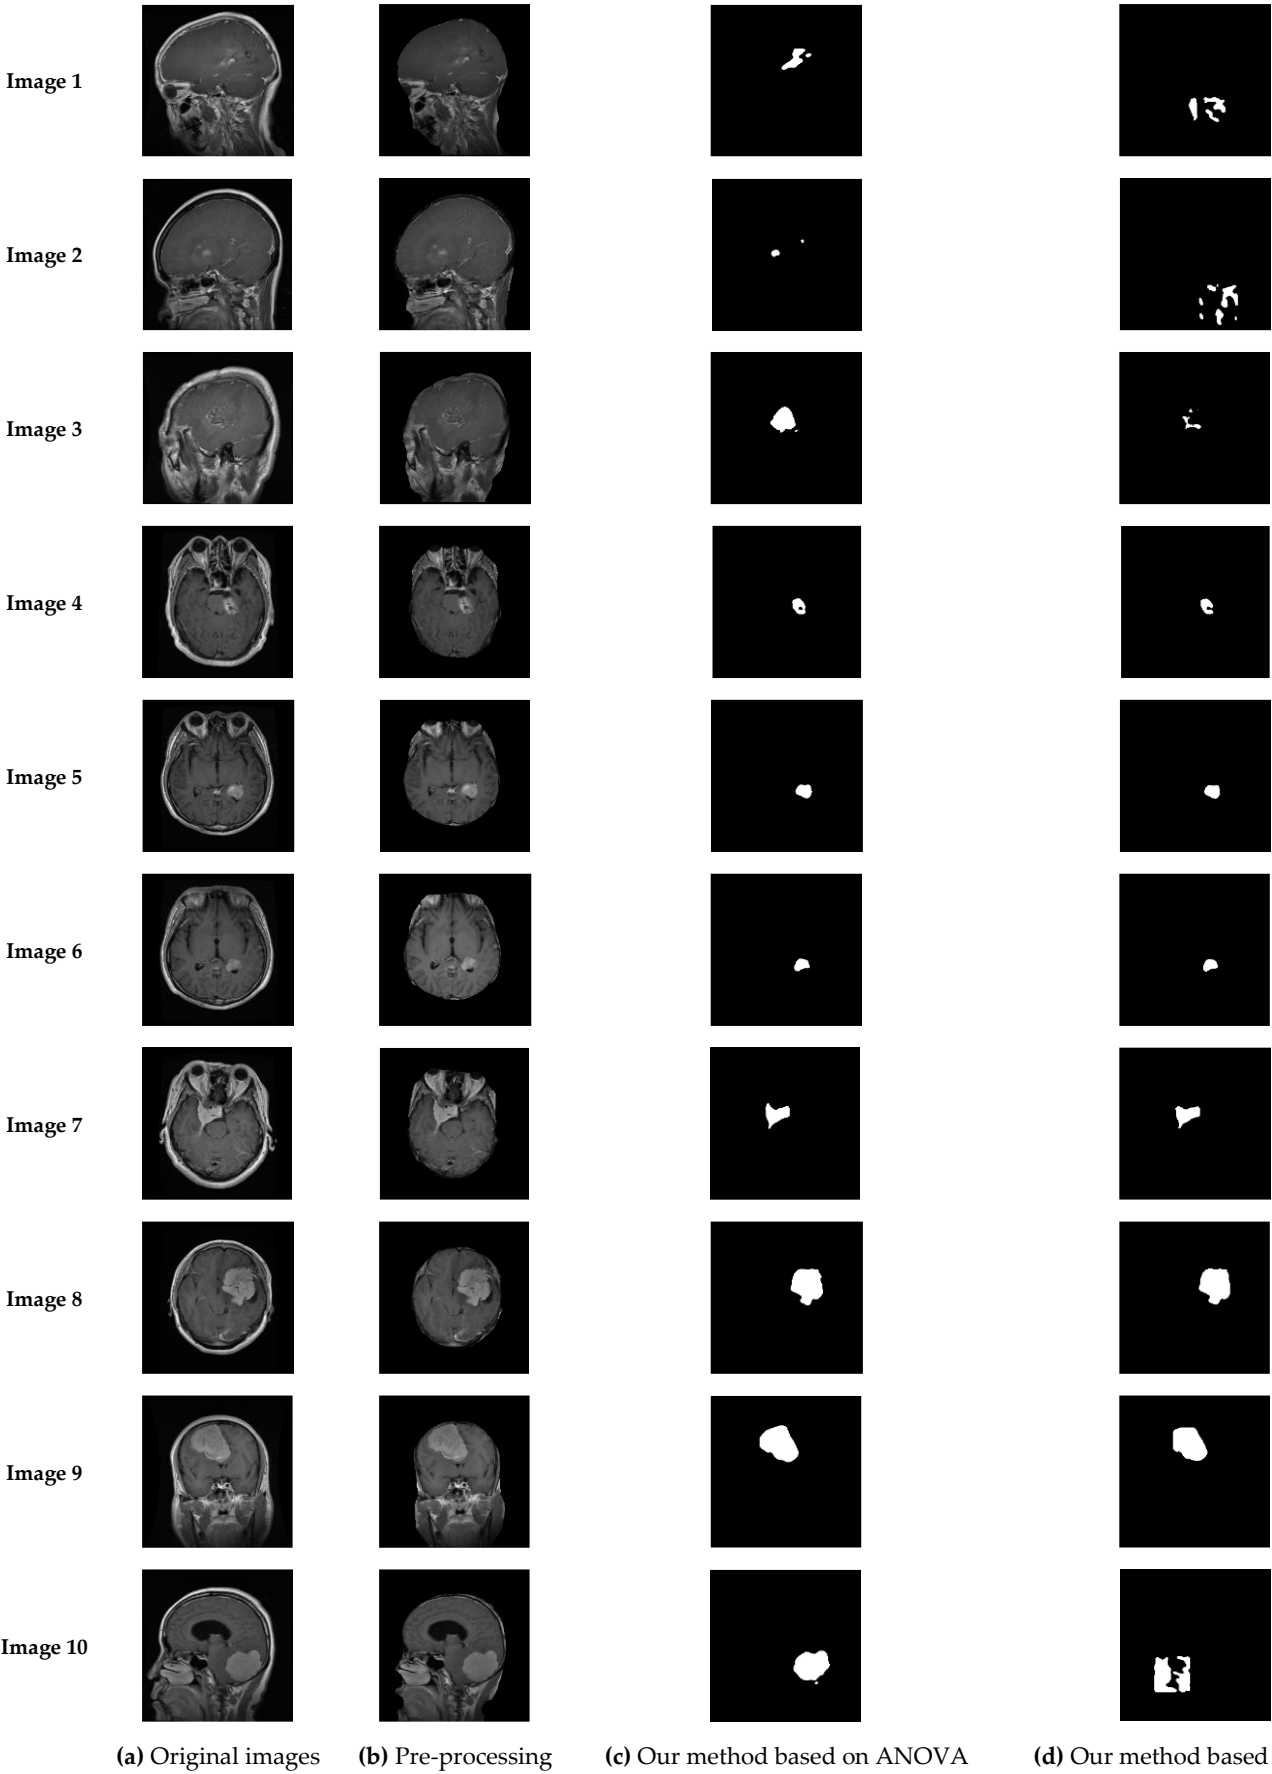 Image 1
Image 2
Image 3
Image 4
Image 5
Image 6
Image 7
Image 8
Image 9
Image 10
(a) Original images (b) Pre-processing (c) Our method based on ANOVA (d) Our method based